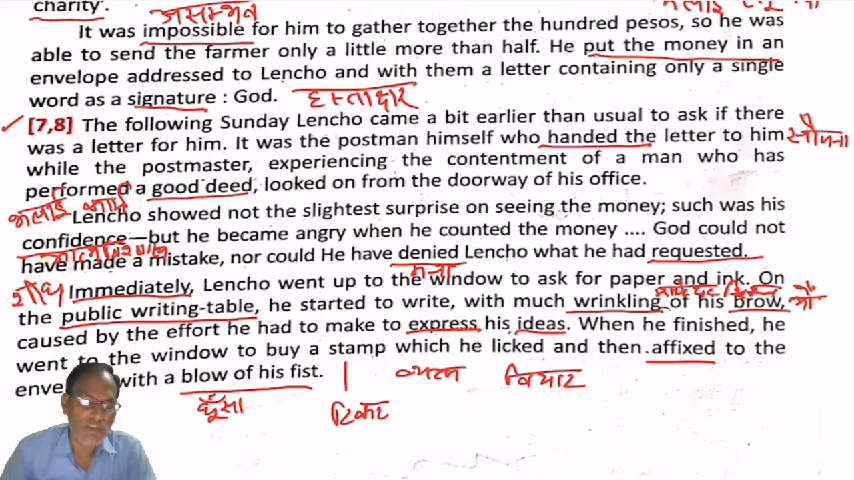 charity'.
असम्भव
It was impossible for him to gather together the hundred pesos, so he was
able to send the farmer only a little more than half. He put the money in an
envelope addressed to Lencho and with them a letter containing only a single
word as a signature : God.
[7,8] The following Sunday Lencho came a bit earlier than usual to ask if there
was a letter for him. It was the postman himself who handed the letter to him
while the postmaster, experiencing the contentment of a man who has
performed a good deed, looked on from the doorway of his office.
Lencho showed not the slightest surprise on seeing the money; such was his
confidence—but he became angry when he counted the money .... God could not
have made a mistake, nor could He have denied Lencho what he had requested.
मना
Immediately, Lencho went up to the window to ask for paper and ink. On
the public writing-table, he started to write, with much wrinkling of his brow,
caused by the effort he had to make to express his ideas. When he finished, he
went to the window to buy a stamp which he licked and then affixed to the
with a blow of his fist.
व्यक्त विचार
घूँसा टिकट